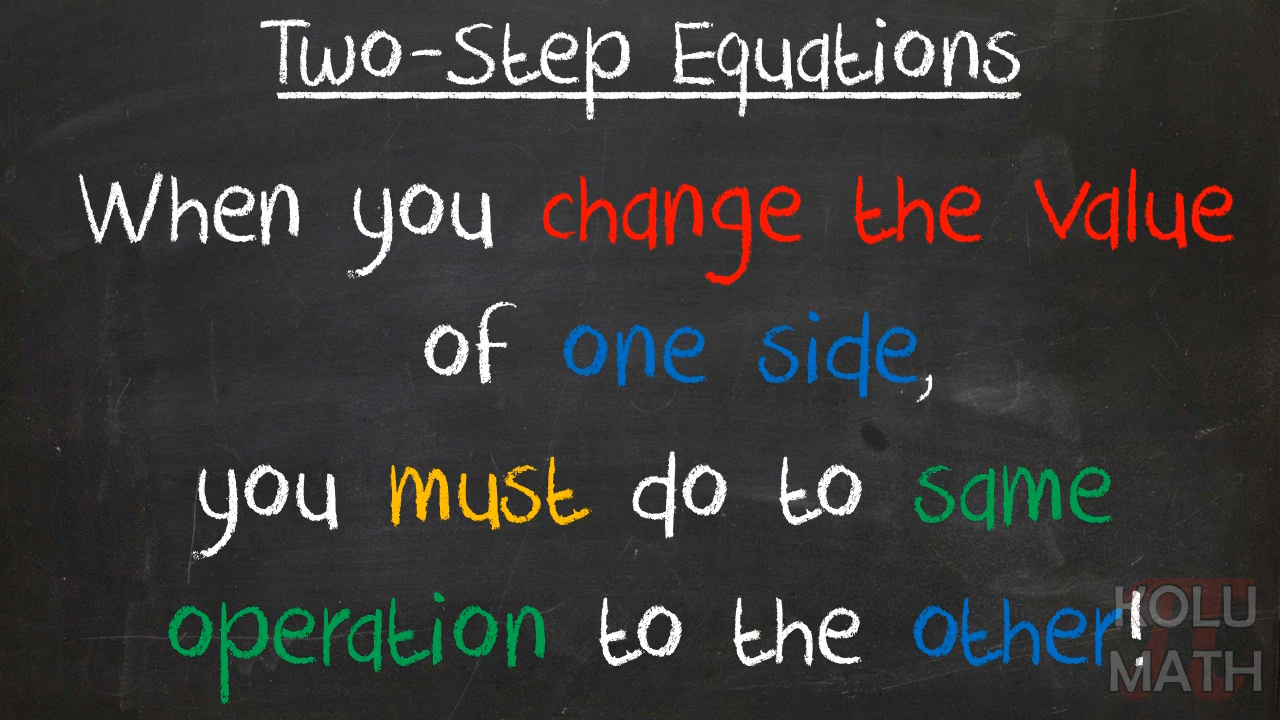 Two-Step Equations
When you change the value
of one side,
you must do to same
operation to the other!
KOLU
MATH